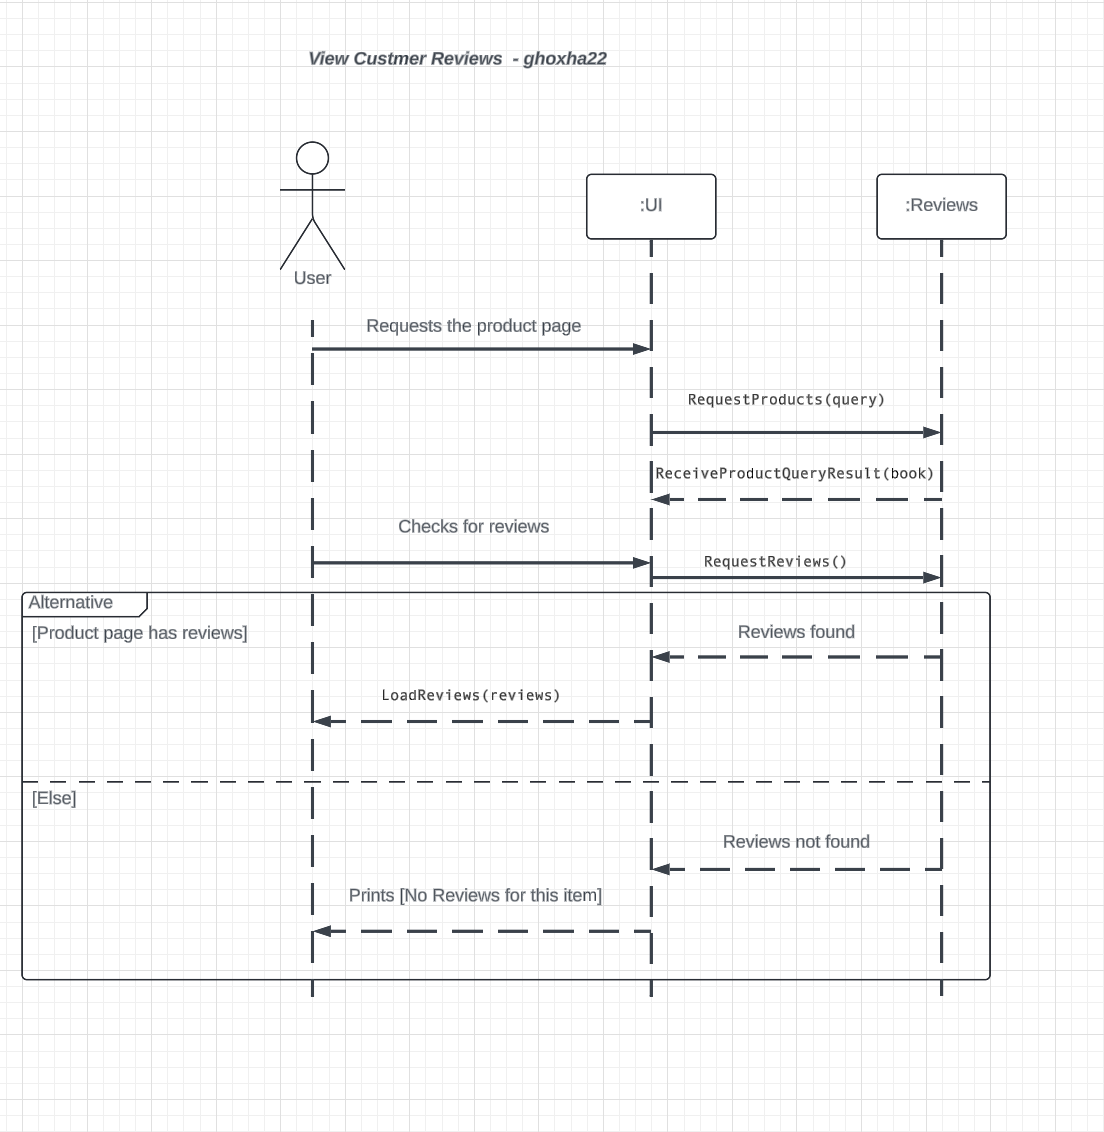 View Custmer Reviews - ghoxha22
:UI
:Reviews
User
Requests the product page
RequestProducts(query)
ReceiveProductQueryResult(book)
Checks for reviews
RequestReviews()
Alternative
[Product page has reviews]
Reviews found
LoadReviews(reviews)
[Else]
Reviews not found
Prints [No Reviews for this item]